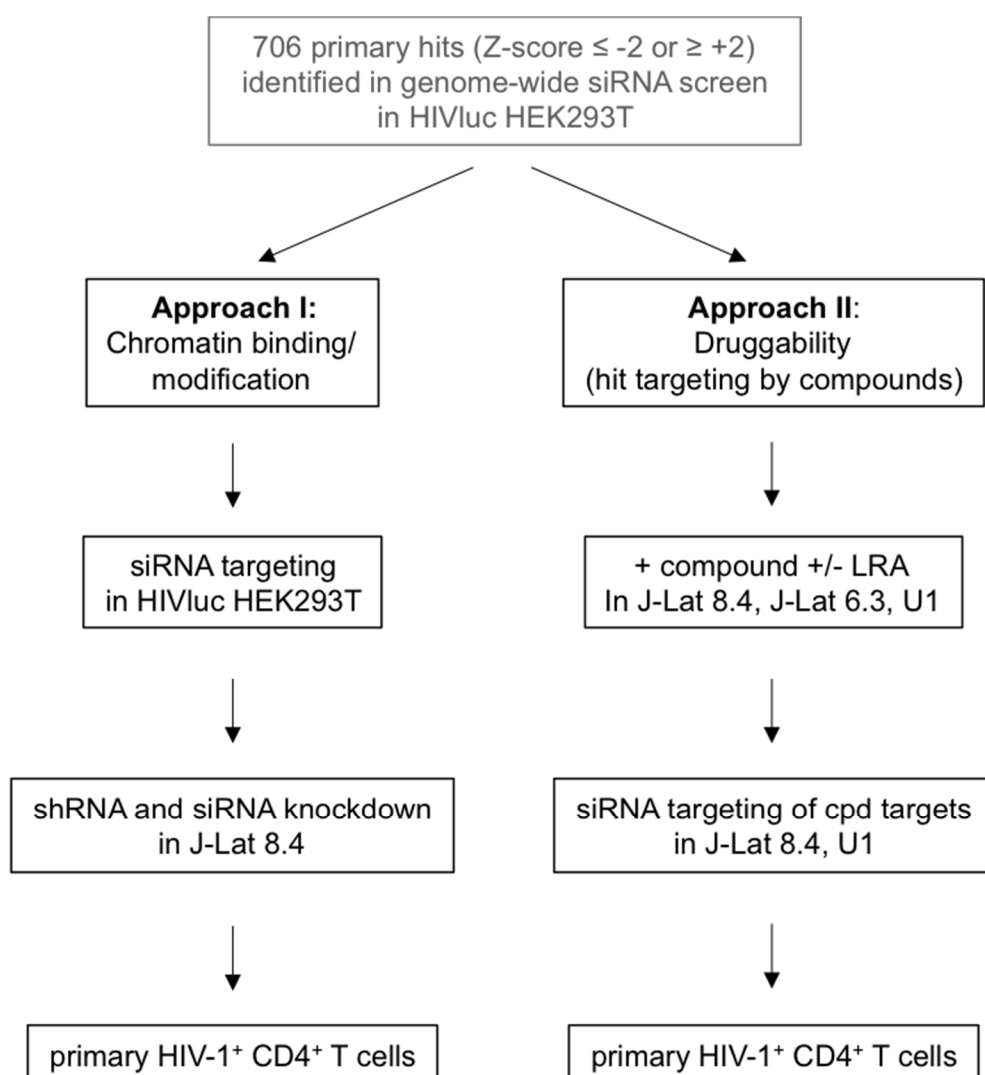 706 primary hits (Z-score ≤ -2 or ≥ +2)
identified in genome-wide siRNA screen
in HIVluc HEK293T
Approach I:
Chromatin binding/
modification
Approach II:
Druggability
(hit targeting by compounds)
siRNA targeting
in HIVluc HEK293T
+ compound +/- LRA
In J-Lat 8.4, J-Lat 6.3, U1
shRNA and siRNA knockdown
in J-Lat 8.4
siRNA targeting of cpd targets
in J-Lat 8.4, U1
primary HIV-1⁺ CD4⁺ T cells
primary HIV-1⁺ CD4⁺ T cells